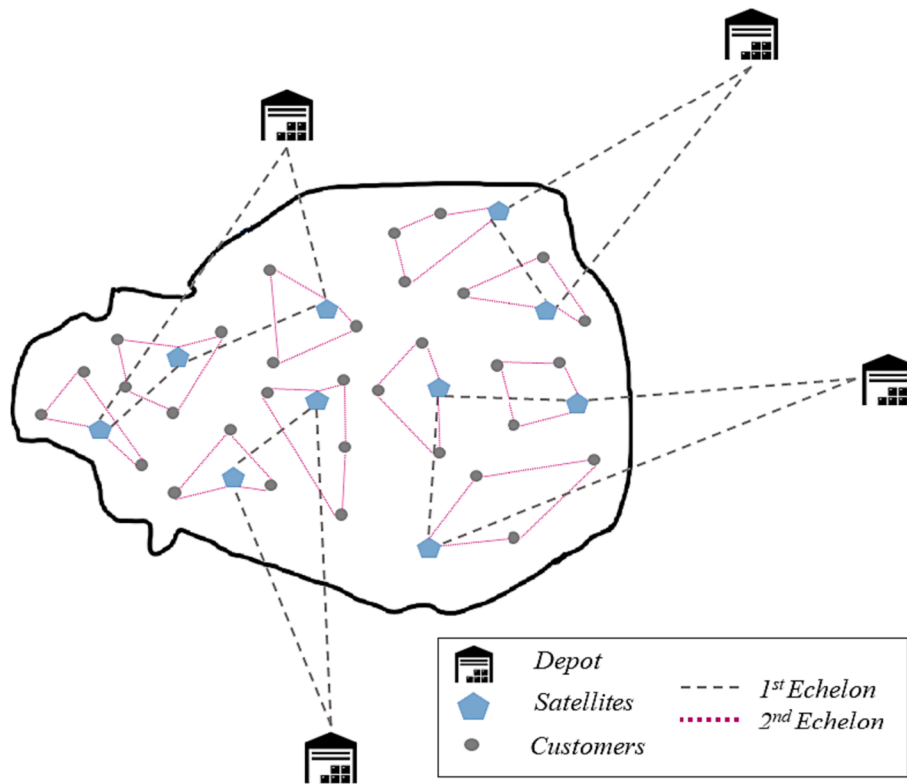 Depot
Satellites
Customers
1st Echelon
2nd Echelon